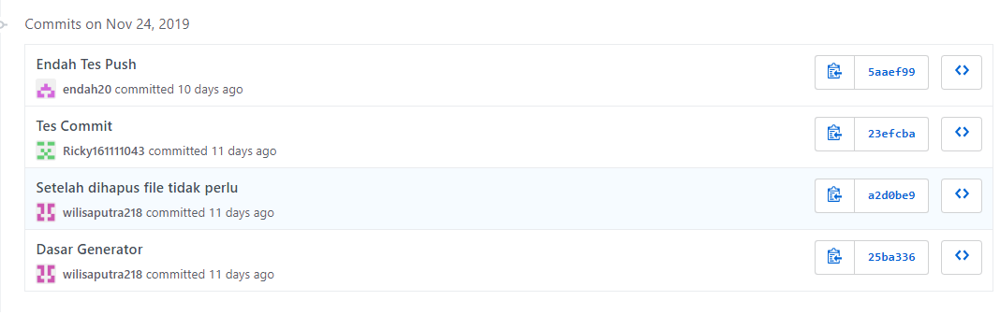 Commits on Nov 24, 2019
Endah Tes Push
endah20 committed 10 days ago
5aaef99
Tes Commit
Ricky161111043 committed 11 days ago
23efcba
Setelah dihapus file tidak perlu
wilisaputra218 committed 11 days ago
a2d0be9
Dasar Generator
wilisaputra218 committed 11 days ago
25ba336